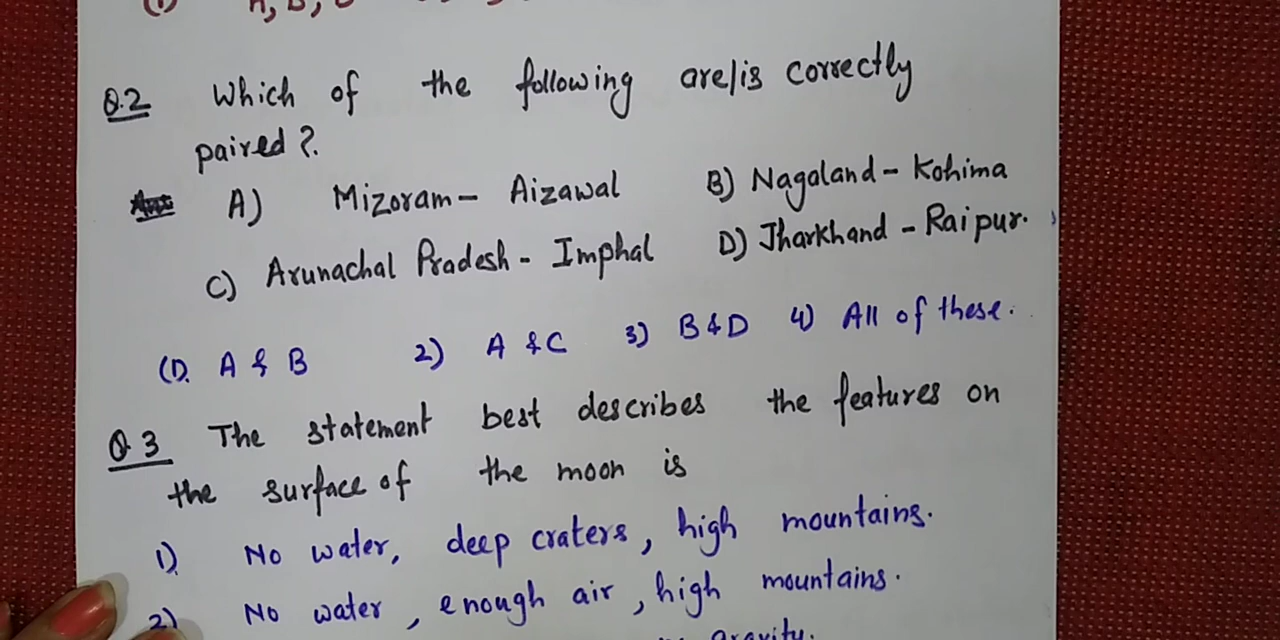 Q.2 Which of the following are/is correctly
paired?.
A) Mizoram - Aizawal B) Nagaland - Kohima
C) Arunachal Pradesh - Imphal D) Jharkhand - Raipur.
(1). A & B 2) A & C 3) B & D 4) All of these.
Q 3 The statement best describes the features on
the surface of the moon is
1). No water, deep craters, high mountains.
2) No water, enough air, high mountains.
gravity.